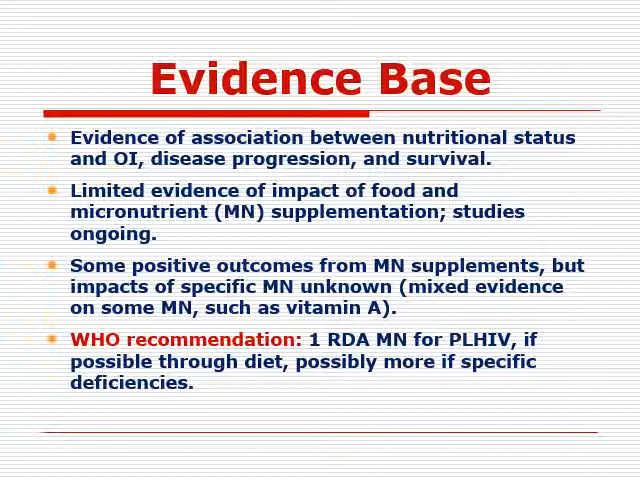 Evidence Base
Evidence of association between nutritional status
and OI, disease progression, and survival.
Limited evidence of impact of food and
micronutrient (MN) supplementation; studies
ongoing.
Some positive outcomes from MN supplements, but
impacts of specific MN unknown (mixed evidence
on some MN, such as vitamin A).
WHO recommendation: 1 RDA MN for PLHIV, if
possible through diet, possibly more if specific
deficiencies.